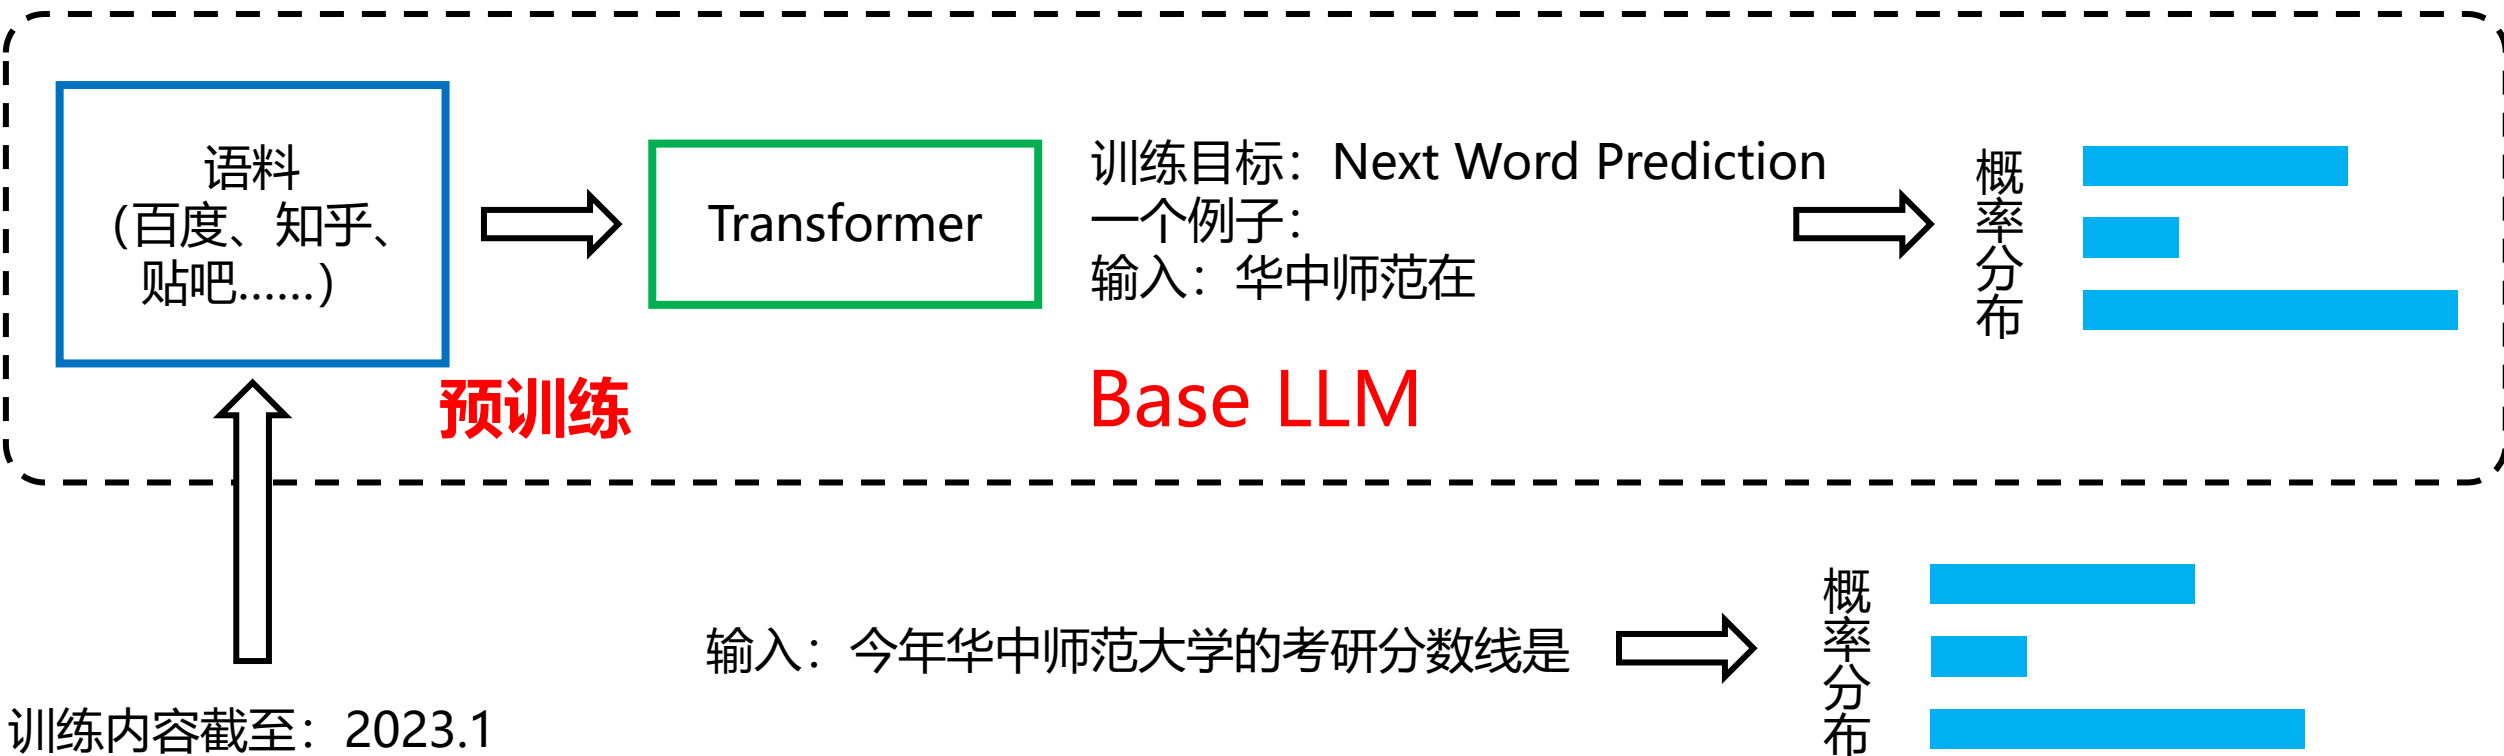 语料
（百度、知乎、
贴吧……）
Transformer
训练目标：Next Word Prediction
一个例子：
输入：华中师范在
概率分布
预训练
Base LLM
输入：今年华中师范大学的考研分数线是
概率分布
训练内容截至：2023.1